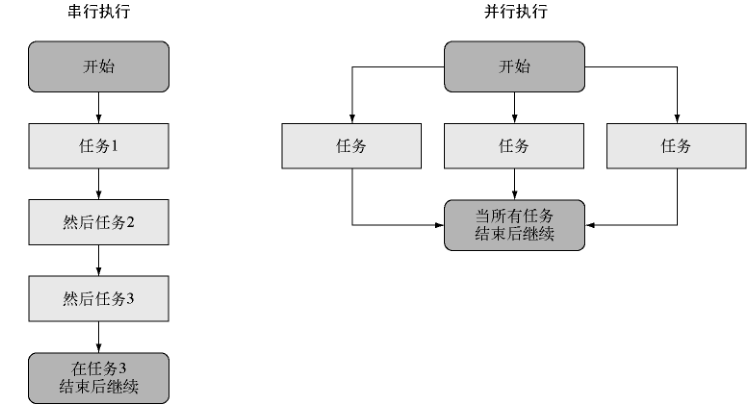 串行执行
开始
任务1
然后任务2
然后任务3
在任务3
结束后继续
并行执行
开始
任务
任务
任务
当所有任务
结束后继续